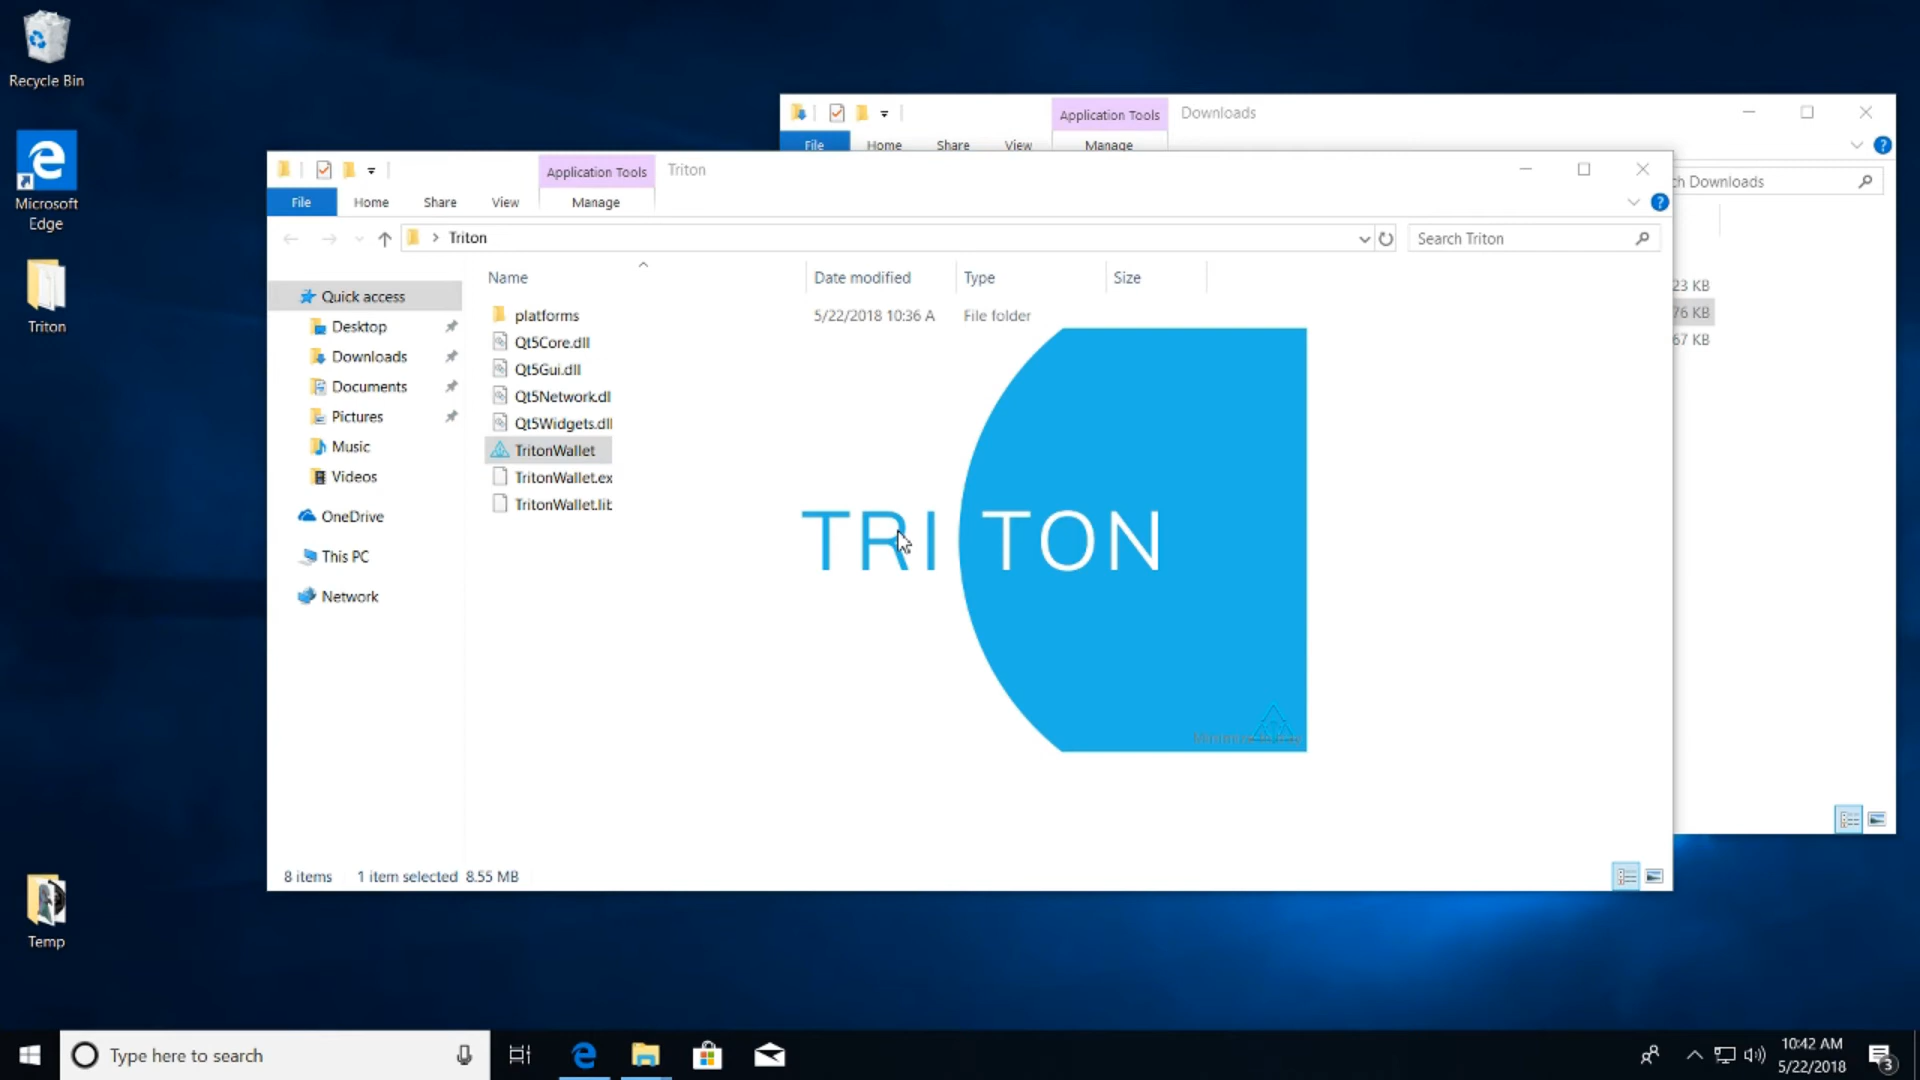 Recycle Bin
Microsoft
Edge
Triton
Temp
Application Tools
Downloads
File
Home
Share
View
Manage
ch Downloads
23 KB
76 KB
67 KB
Application Tools
Triton
File
Home
Share
View
Manage
Triton
Search Triton
Quick access
Desktop
Downloads
Documents
Pictures
Music
Videos
OneDrive
This PC
Network
Name
Date modified
Type
Size
platforms
5/22/2018 10:36 A
File folder
Qt5Core.dll
Qt5Gui.dll
Qt5Network.dl
Qt5Widgets.dll
TritonWallet
TritonWallet.ex
TritonWallet.lit
TRITON
8 items
1 item selected 8.55 MB
Type here to search
10:42 AM
5/22/2018
3